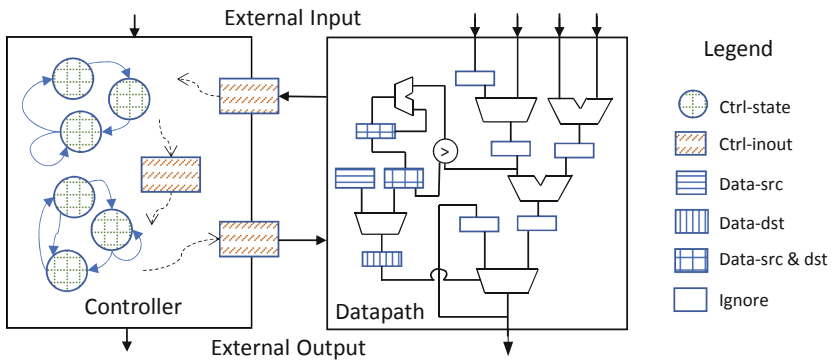 External Input
Legend
Ctrl-state
Ctrl-inout
>
Data-src
Data-dst
Data-src & dst
Ignore
Controller
Datapath
External Output